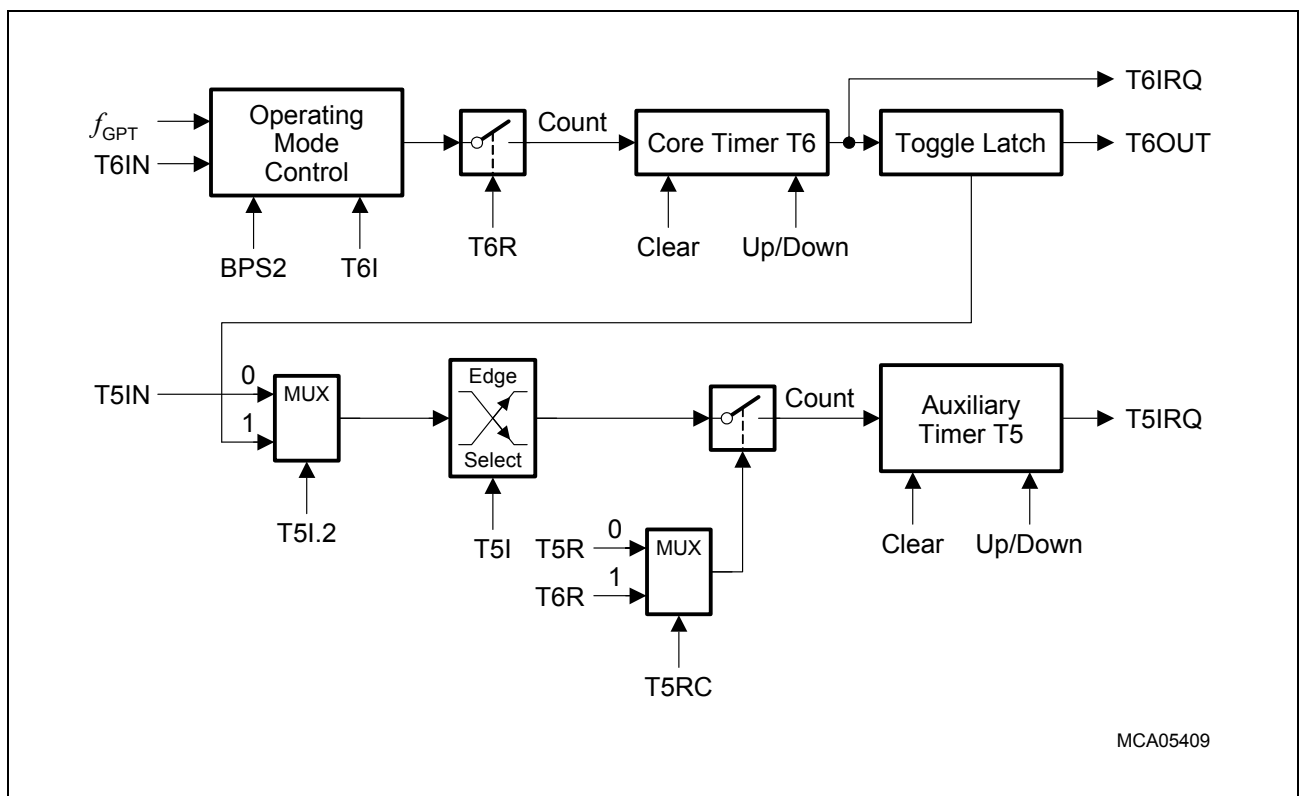 T6IRQ
fGPT
Operating
Mode
Control
Count
Core Timer T6
Toggle Latch
T6OUT
T6IN
T6R
Clear
Up/Down
BPS2
T6I
T5IN
0
1
MUX
Edge
Select
Count
Auxiliary
Timer T5
T5IRQ
T5I.2
T5I
T5R
0
T6R
1
MUX
Clear
Up/Down
T5RC
MCA05409